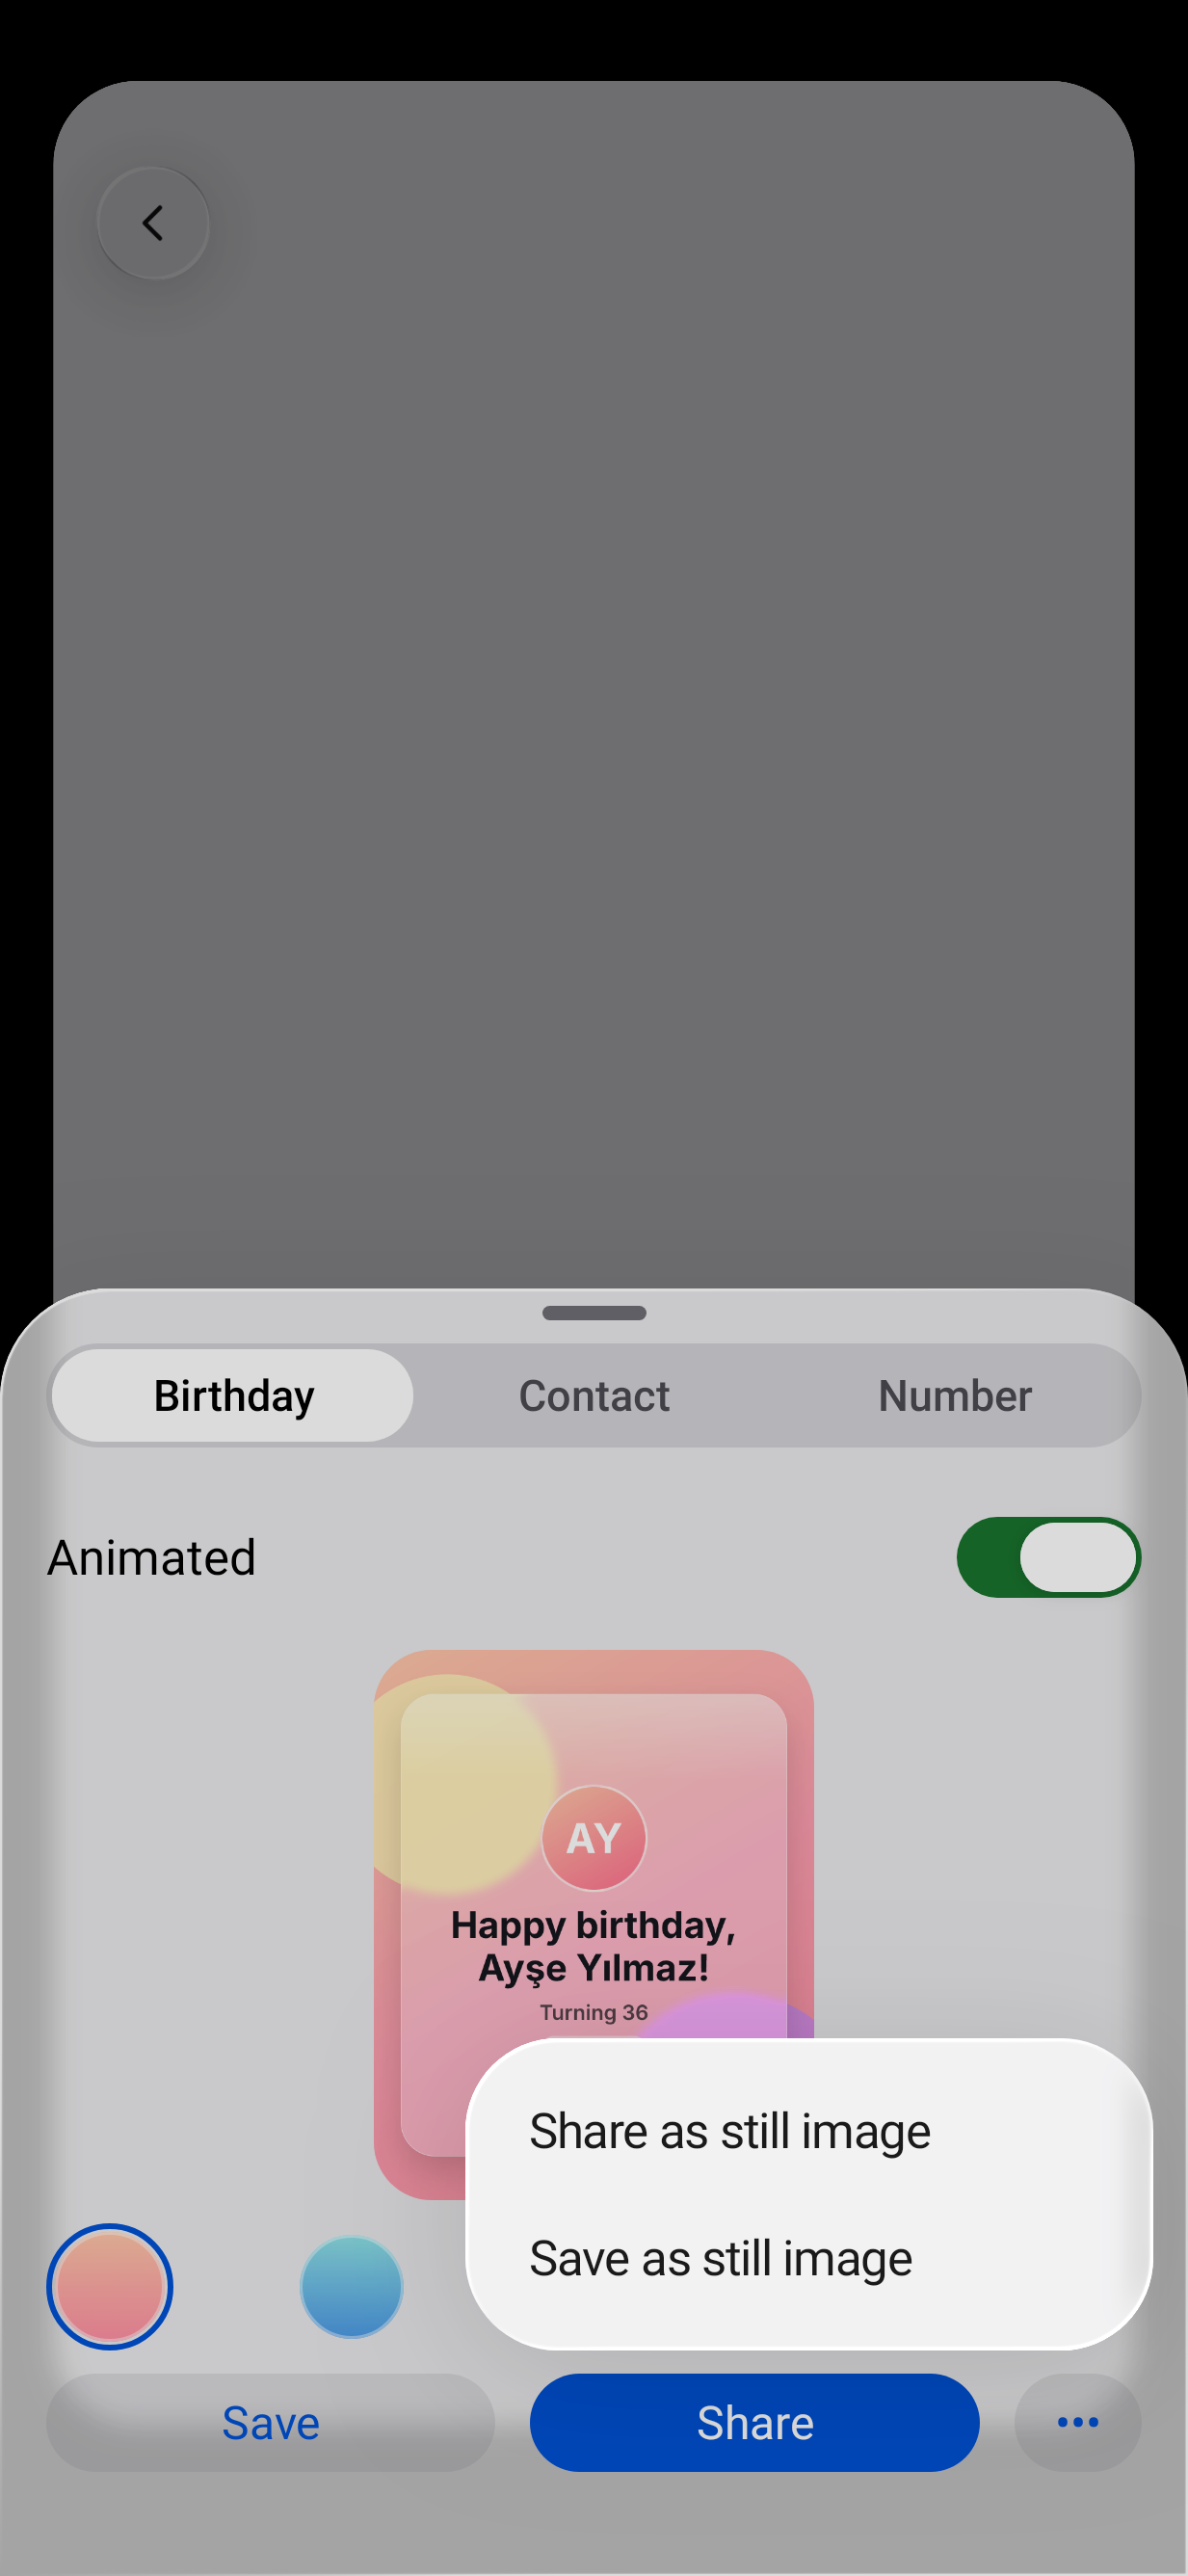 Birthday
Contact
Number
Animated
AY
Happy birthday,
Ayşe Yılmaz!
Turning 36
Share as still image
Save as still image
Save
Share